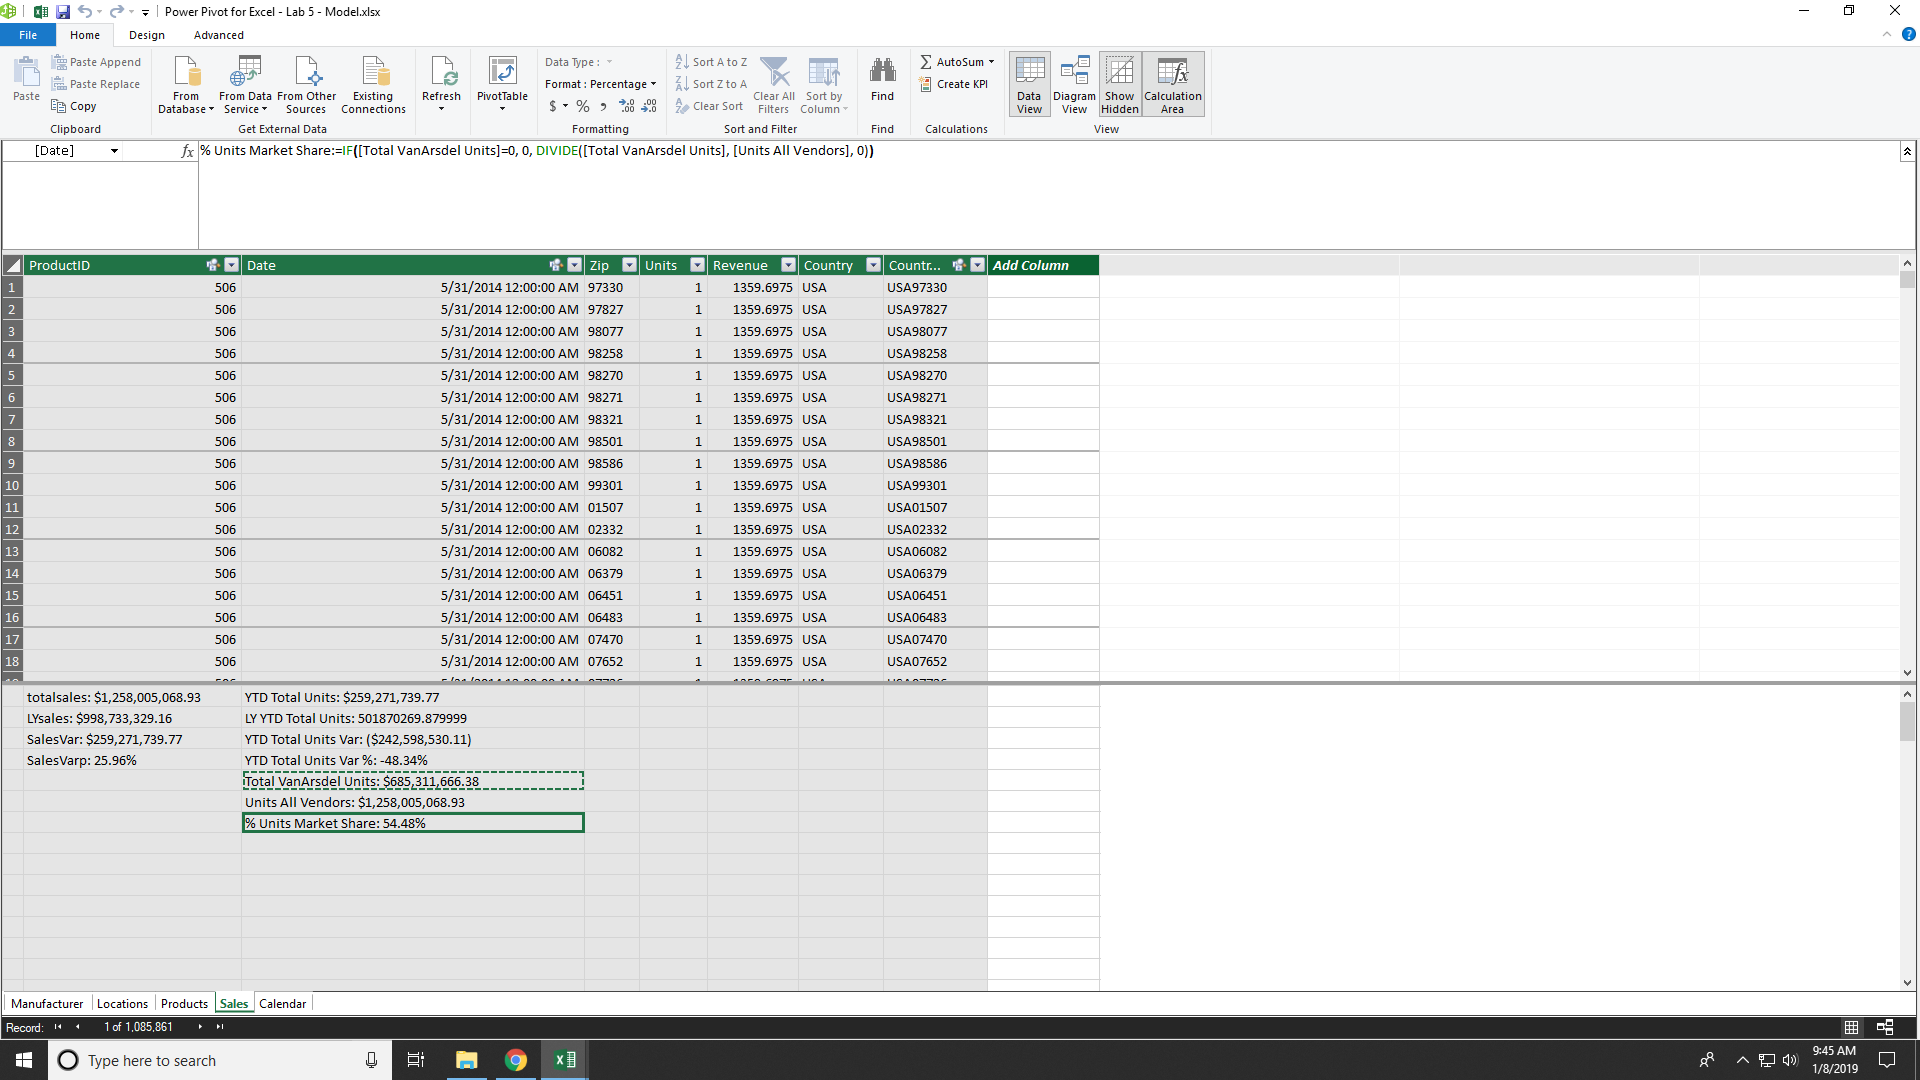 Power Pivot for Excel - Lab 5 - Model.xlsx
File Home Design Advanced
Paste
Paste Append
Paste Replace
Copy
Clipboard
From Database
From Data Service
From Other Sources
Existing Connections
Get External Data
Refresh
PivotTable
Data Type :
Format : Percentage
$ % , .00 .00
Formatting
Sort A to Z
Sort Z to A
Clear Sort
Clear All Filters
Sort by Column
Sort and Filter
Find
Find
AutoSum
Create KPI
Calculations
Data View
Diagram View
Show Hidden
Calculation Area
View
[Date] fx % Units Market Share:=IF([Total VanArsdel Units]=0, 0, DIVIDE([Total VanArsdel Units], [Units All Vendors], 0))
ProductID Date Zip Units Revenue Country Countr... Add Column
1 506 5/31/2014 12:00:00 AM 97330 1 1359.6975 USA USA97330
2 506 5/31/2014 12:00:00 AM 97827 1 1359.6975 USA USA97827
3 506 5/31/2014 12:00:00 AM 98077 1 1359.6975 USA USA98077
4 506 5/31/2014 12:00:00 AM 98258 1 1359.6975 USA USA98258
5 506 5/31/2014 12:00:00 AM 98270 1 1359.6975 USA USA98270
6 506 5/31/2014 12:00:00 AM 98271 1 1359.6975 USA USA98271
7 506 5/31/2014 12:00:00 AM 98321 1 1359.6975 USA USA98321
8 506 5/31/2014 12:00:00 AM 98501 1 1359.6975 USA USA98501
9 506 5/31/2014 12:00:00 AM 98586 1 1359.6975 USA USA98586
10 506 5/31/2014 12:00:00 AM 99301 1 1359.6975 USA USA99301
11 506 5/31/2014 12:00:00 AM 01507 1 1359.6975 USA USA01507
12 506 5/31/2014 12:00:00 AM 02332 1 1359.6975 USA USA02332
13 506 5/31/2014 12:00:00 AM 06082 1 1359.6975 USA USA06082
14 506 5/31/2014 12:00:00 AM 06379 1 1359.6975 USA USA06379
15 506 5/31/2014 12:00:00 AM 06451 1 1359.6975 USA USA06451
16 506 5/31/2014 12:00:00 AM 06483 1 1359.6975 USA USA06483
17 506 5/31/2014 12:00:00 AM 07470 1 1359.6975 USA USA07470
18 506 5/31/2014 12:00:00 AM 07652 1 1359.6975 USA USA07652
totalsales: $1,258,005,068.93 YTD Total Units: $259,271,739.77
LYsales: $998,733,329.16 LY YTD Total Units: 501870269.879999
SalesVar: $259,271,739.77 YTD Total Units Var: ($242,598,530.11)
SalesVarp: 25.96% YTD Total Units Var %: -48.34%
Total VanArsdel Units: $685,311,666.38
Units All Vendors: $1,258,005,068.93
% Units Market Share: 54.48%
Manufacturer Locations Products Sales Calendar
Record: 1 of 1,085,861
Type here to search
9:45 AM
1/8/2019